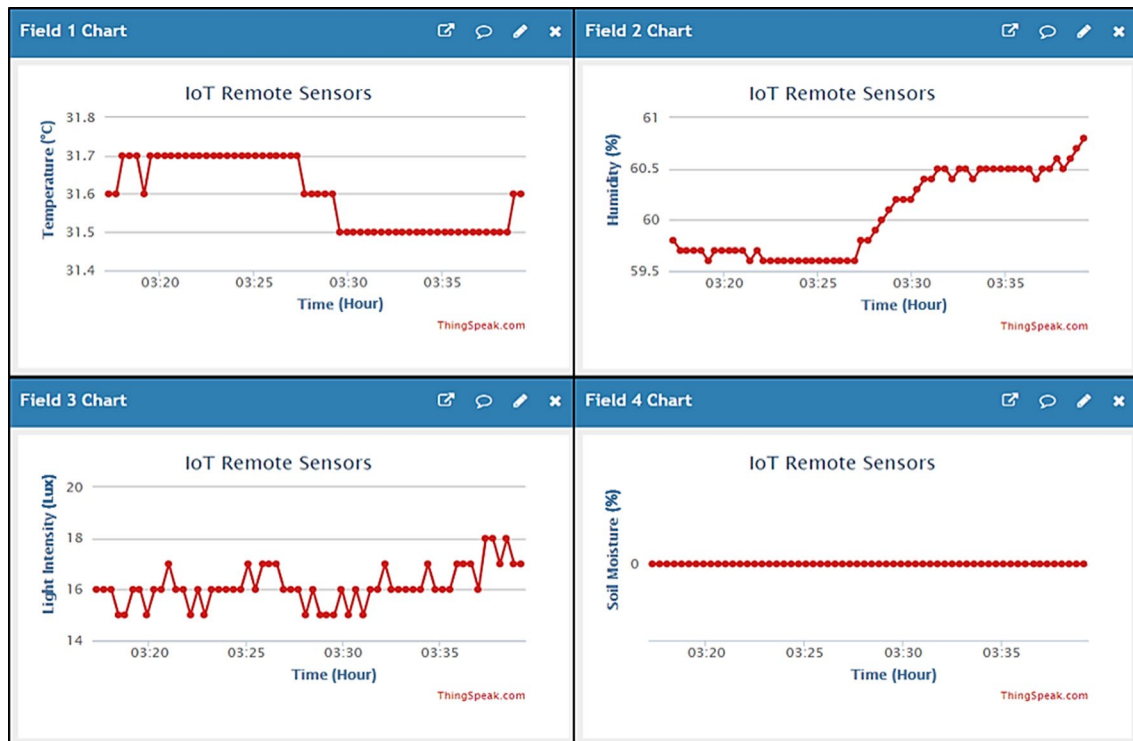 Field 1 Chart
IoT Remote Sensors
Temperature (°C)
31.8
31.7
31.6
31.5
31.4
03:20 03:25 03:30 03:35
Time (Hour)
ThingSpeak.com
Field 2 Chart
IoT Remote Sensors
Humidity (%)
61
60.5
60
59.5
03:20 03:25 03:30 03:35
Time (Hour)
ThingSpeak.com
Field 3 Chart
IoT Remote Sensors
Light Intensity (Lux)
20
18
16
14
03:20 03:25 03:30 03:35
Time (Hour)
ThingSpeak.com
Field 4 Chart
IoT Remote Sensors
Soil Moisture (%)
0
03:20 03:25 03:30 03:35
Time (Hour)
ThingSpeak.com